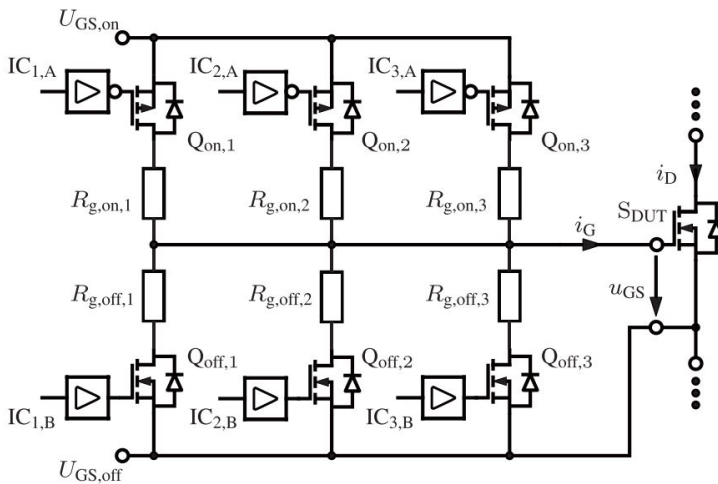 U_GS,on
IC_1,A IC_2,A IC_3,A
Q_on,1 Q_on,2 Q_on,3
i_D
R_g,on,1 R_g,on,2 R_g,on,3
S_DUT
i_G
R_g,off,1 R_g,off,2 R_g,off,3
u_GS
Q_off,1 Q_off,2 Q_off,3
IC_1,B IC_2,B IC_3,B
U_GS,off